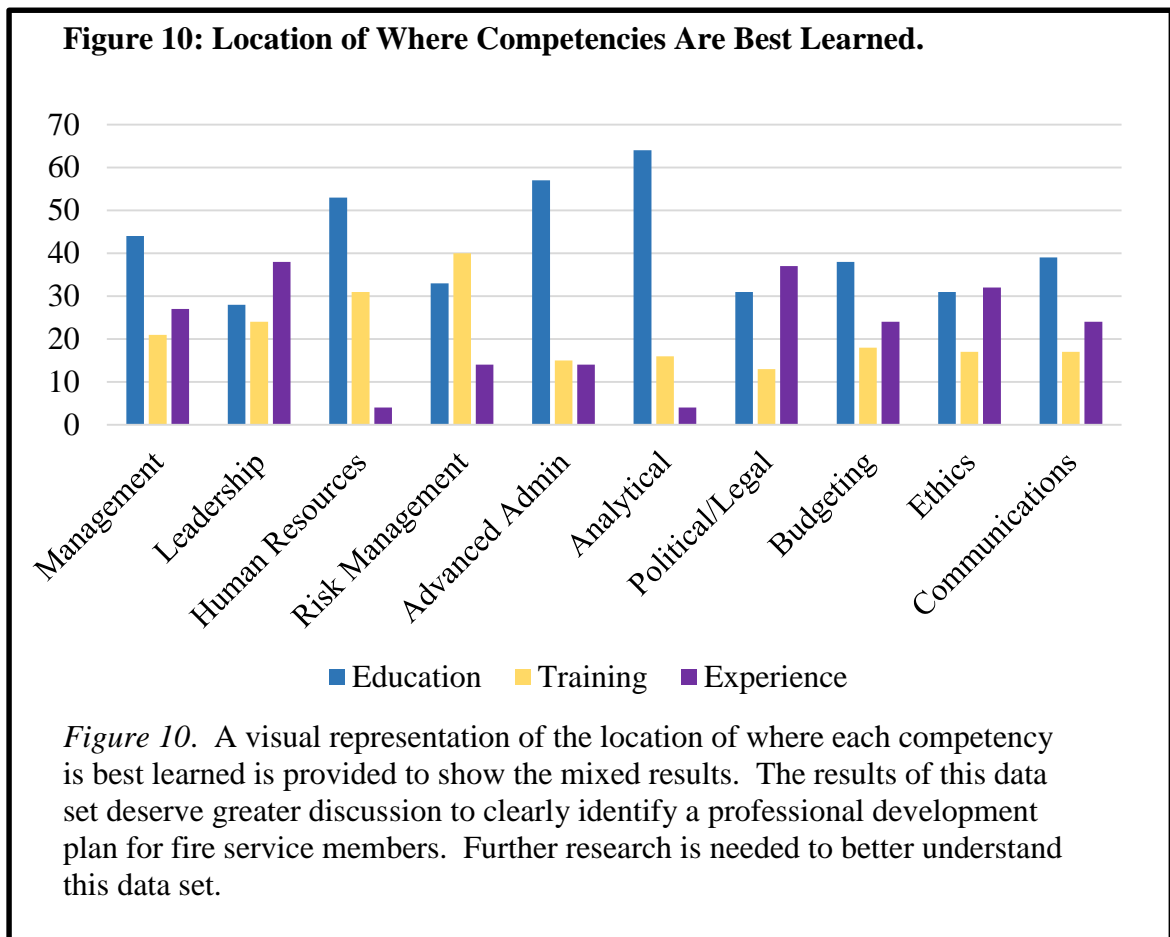 Figure 10: Location of Where Competencies Are Best Learned.
70
60
50
40
30
20
10
0
Management
Leadership
Human Resources
Risk Management
Advanced Admin
Analytical
Political/Legal
Budgeting
Ethics
Communications
Education Training Experience
Figure 10.  A visual representation of the location of where each competency
is best learned is provided to show the mixed results.  The results of this data
set deserve greater discussion to clearly identify a professional development
plan for fire service members.  Further research is needed to better understand
this data set.